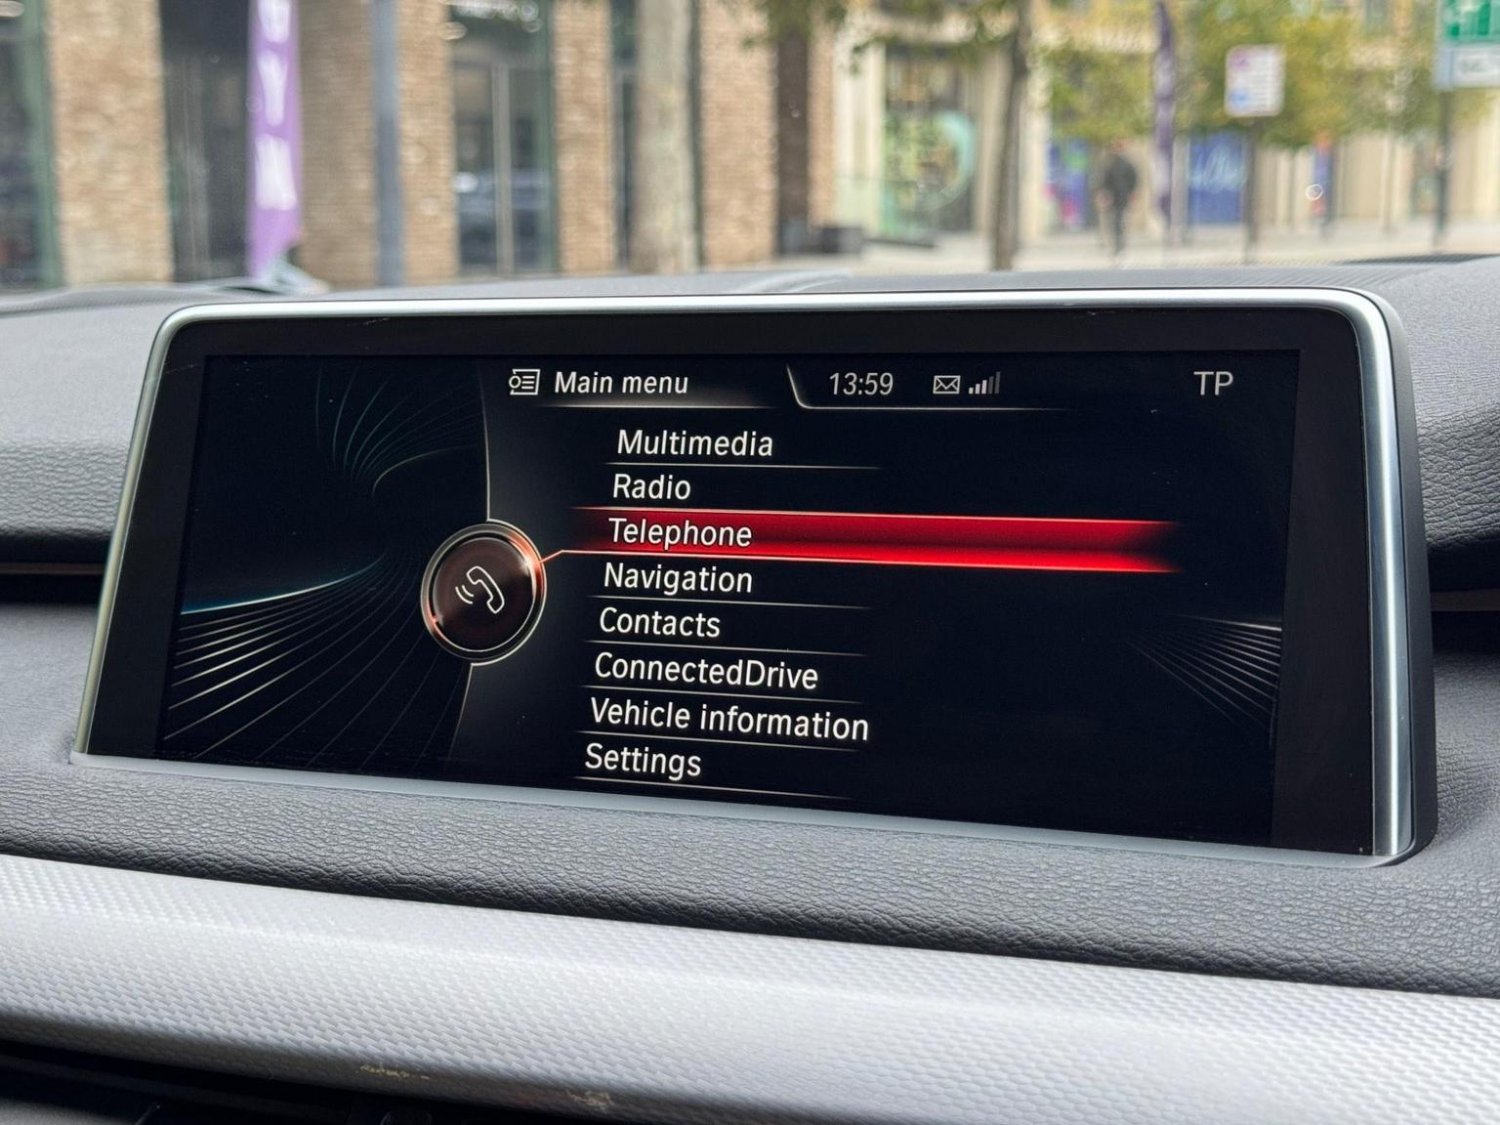 Main menu
13:59
TP
Multimedia
Radio
Telephone
Navigation
Contacts
ConnectedDrive
Vehicle information
Settings